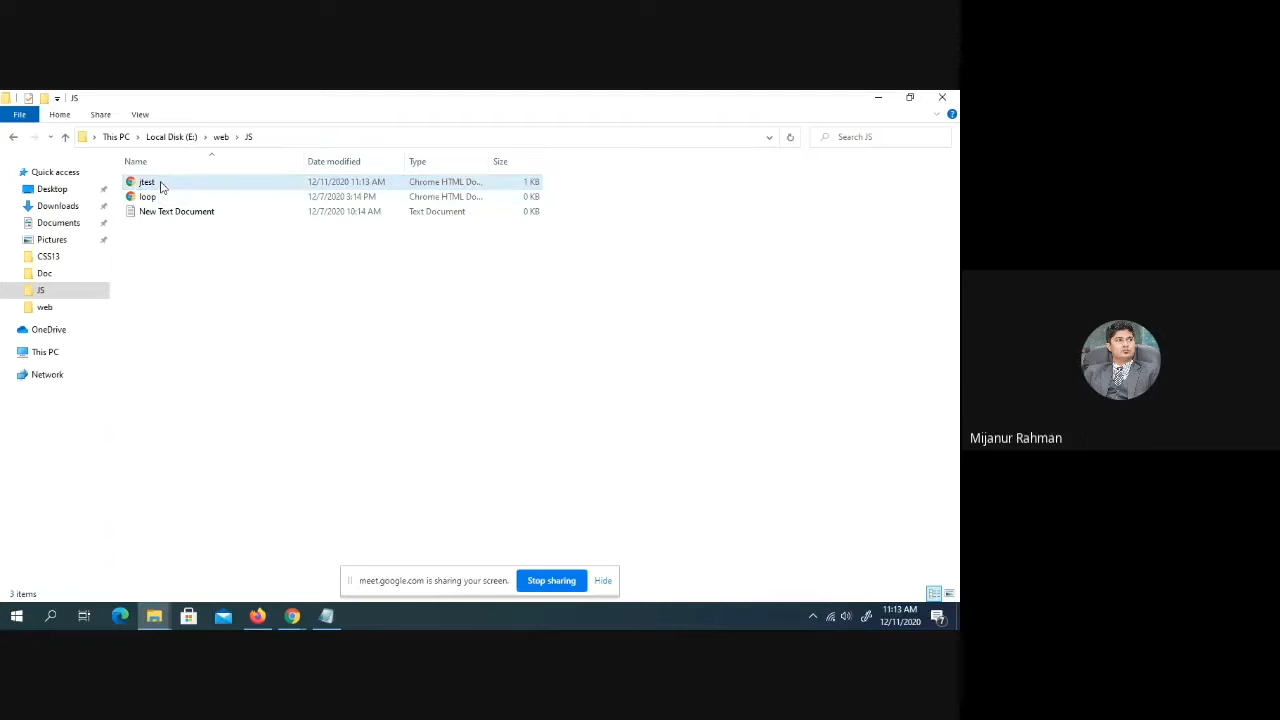 JS
File Home Share View
This PC › Local Disk (E:) › web › JS
Search JS
Name Date modified Type Size
Quick access
Desktop
Downloads
Documents
Pictures
CSS13
Doc
JS
web
OneDrive
This PC
Network
jtest 12/11/2020 11:13 AM Chrome HTML Do... 1 KB
loop 12/7/2020 3:14 PM Chrome HTML Do... 0 KB
New Text Document 12/7/2020 10:14 AM Text Document 0 KB
Mijanur Rahman
meet.google.com is sharing your screen. Stop sharing Hide
3 items
11:13 AM
12/11/2020
7